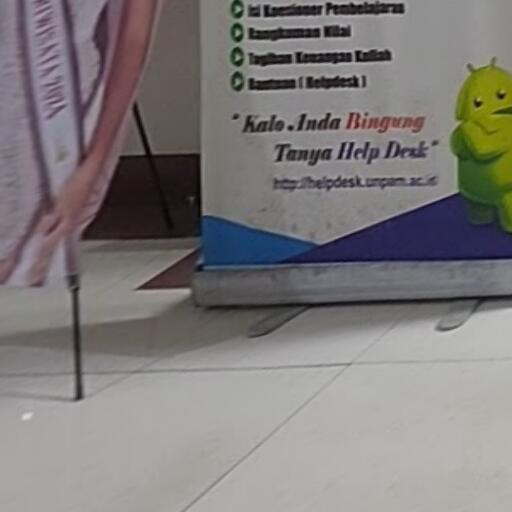 Isi Kuesioner Pembelajaran
Rangkuman Nilai
Tagihan Keuangan Kuliah
Bantuan ( Helpdesk )
"Kalo Anda Bingung
Tanya Help Desk"
http://helpdesk.unpam.ac.id